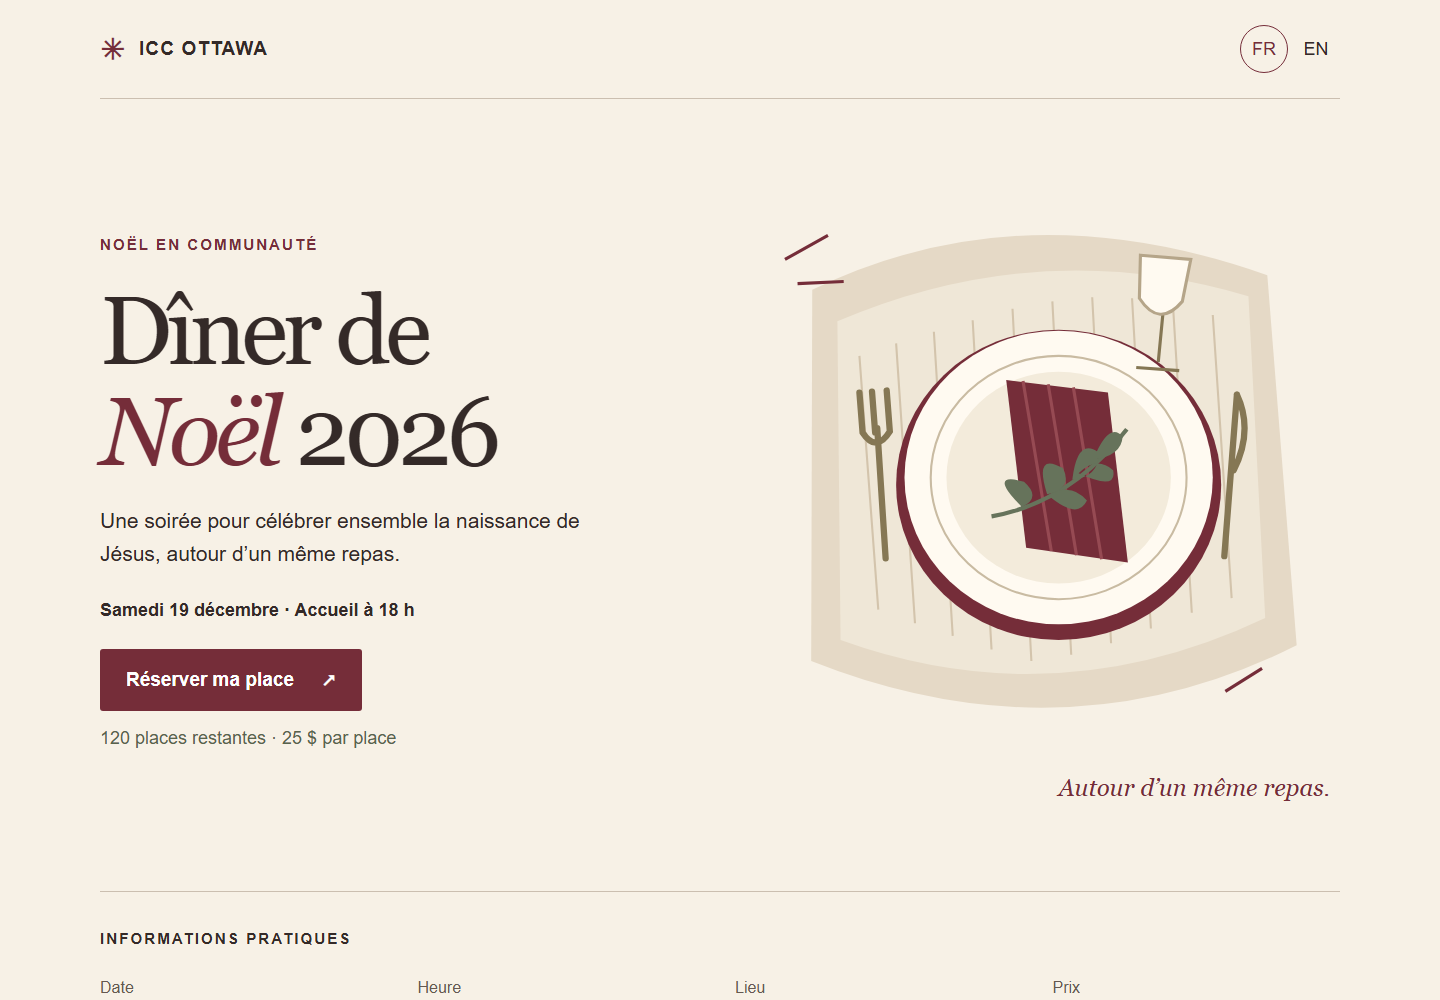 ICC OTTAWA
FR EN
NOËL EN COMMUNAUTÉ
Dîner de
Noël 2026
Une soirée pour célébrer ensemble la naissance de
Jésus, autour d’un même repas.
Samedi 19 décembre · Accueil à 18 h
Réserver ma place ↗
120 places restantes · 25 $ par place
Autour d’un même repas.
INFORMATIONS PRATIQUES
Date Heure Lieu Prix